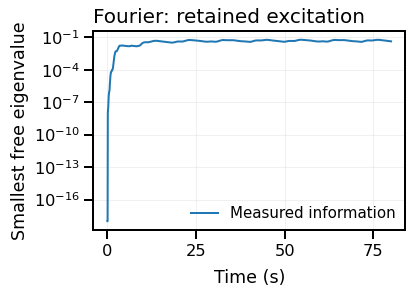 Fourier: retained excitation
Smallest free eigenvalue
10⁻¹
10⁻⁴
10⁻⁷
10⁻¹⁰
10⁻¹³
10⁻¹⁶
Measured information
0 25 50 75
Time (s)